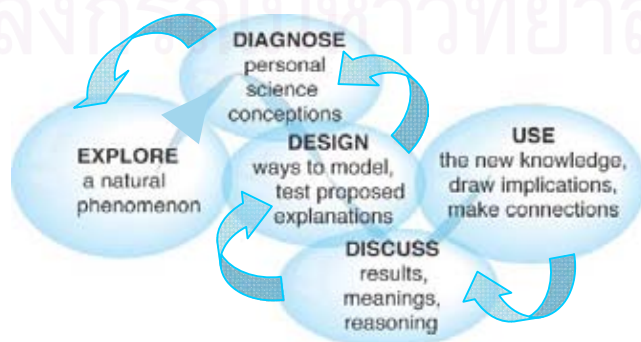 DIAGNOSE
personal
science
conceptions
EXPLORE
a natural
phenomenon
DESIGN
ways to model,
test proposed
explanations
USE
the new knowledge,
draw implications,
make connections
DISCUSS
results,
meanings,
reasoning